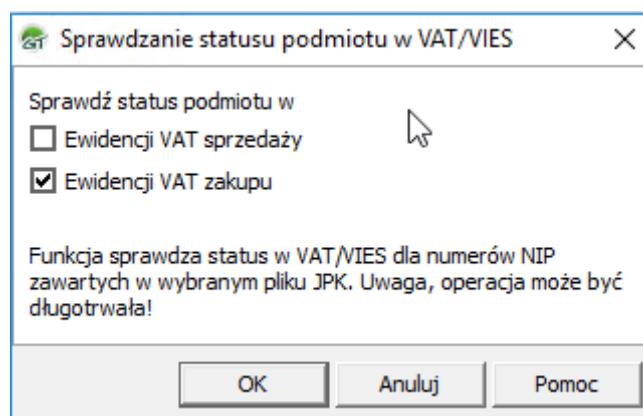 GT
Sprawdzanie statusu podmiotu w VAT/VIES
Sprawdź status podmiotu w
Ewidencji VAT sprzedaży
Ewidencji VAT zakupu
Funkcja sprawdza status w VAT/VIES dla numerów NIP
zawartych w wybranym pliku JPK. Uwaga, operacja może być
długotrwała!
OK
Anuluj
Pomoc